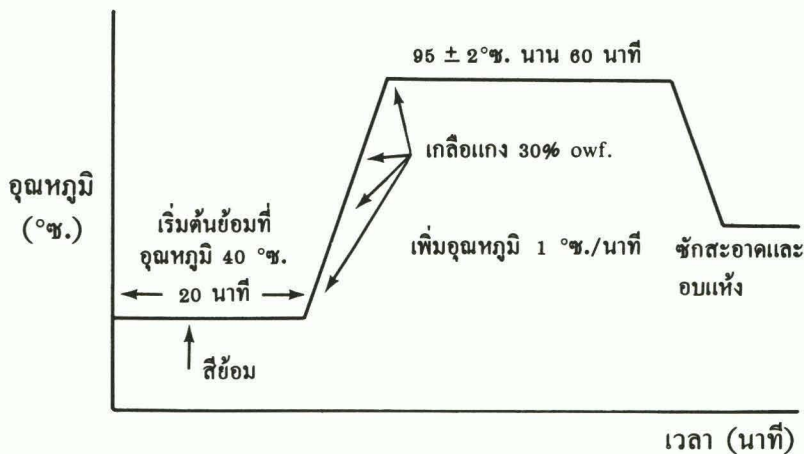 95 ± 2°ซ. นาน 60 นาที
เกลือแกง 30% owf.
อุณหภูมิ
(°ซ.)
เริ่มต้นย้อมที่
อุณหภูมิ 40 °ซ.
20 นาที
เพิ่มอุณหภูมิ 1 °ซ./นาที
ซักสะอาดและ
อบแห้ง
สีย้อม
เวลา (นาที)